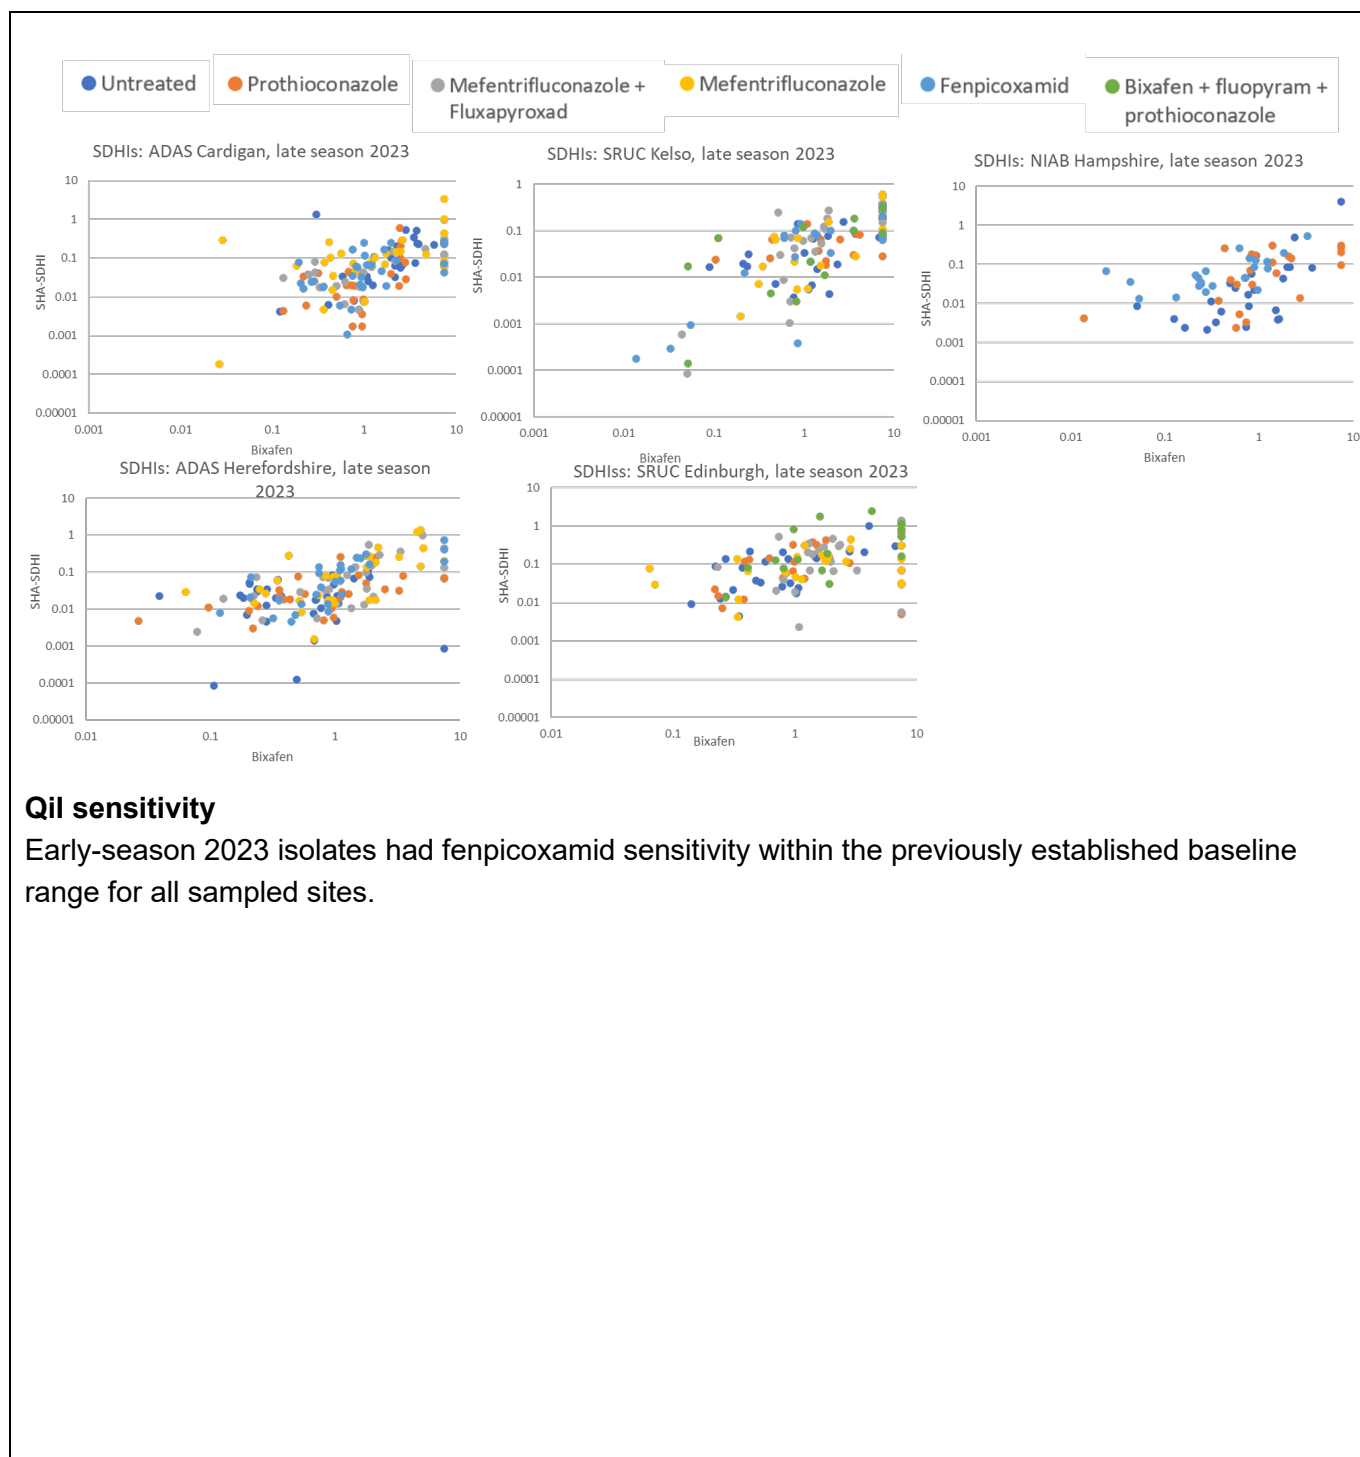 Untreated
Prothioconazole
Mefentrifluconazole +
Fluxapyroxad
Mefentrifluconazole
Fenpicoxamid
Bixafen + fluopyram +
prothioconazole
SDHIs: ADAS Cardigan, late season 2023
10
1
0.1
0.01
0.001
0.0001
0.00001
SHA-SDHI
0.001
0.01
0.1
1
10
Bixafen
SDHIs: SRUC Kelso, late season 2023
1
0.1
0.01
0.001
0.0001
0.00001
SHA-SDHI
0.001
0.01
0.1
1
10
Bixafen
SDHIs: NIAB Hampshire, late season 2023
10
1
0.1
0.01
0.001
0.0001
0.00001
SHA-SDHI
0.001
0.01
0.1
1
10
Bixafen
SDHIs: ADAS Herefordshire, late season
2023
10
1
0.1
0.01
0.001
0.0001
0.00001
SHA-SDHI
0.01
0.1
1
10
Bixafen
SDHIss: SRUC Edinburgh, late season 2023
10
1
0.1
0.01
0.001
0.0001
0.00001
SHA-SDHI
0.01
0.1
1
10
Bixafen
QiI sensitivity
Early-season 2023 isolates had fenpicoxamid sensitivity within the previously established baseline
range for all sampled sites.